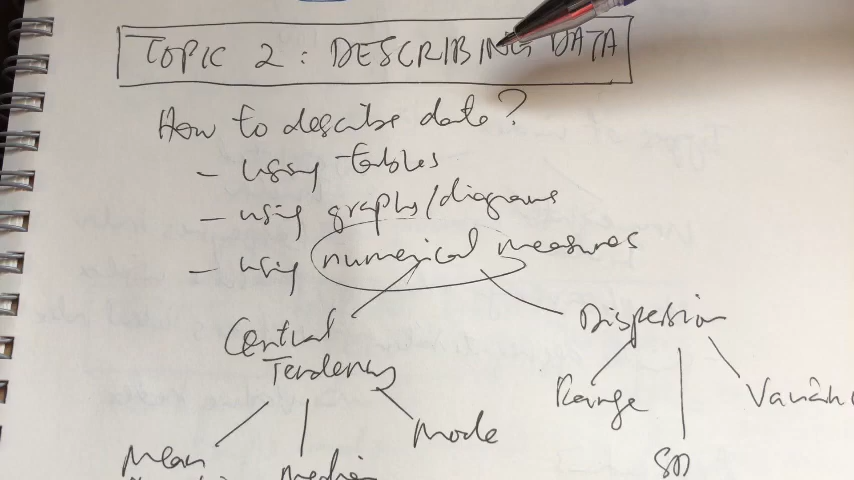 TOPIC 2 : DESCRIBING DATA
How to describe data?
- using tables
- using graphs/diagrams
- using numerical measures
Central Tendency
Dispersion
Mean
Median
Mode
Range
SD